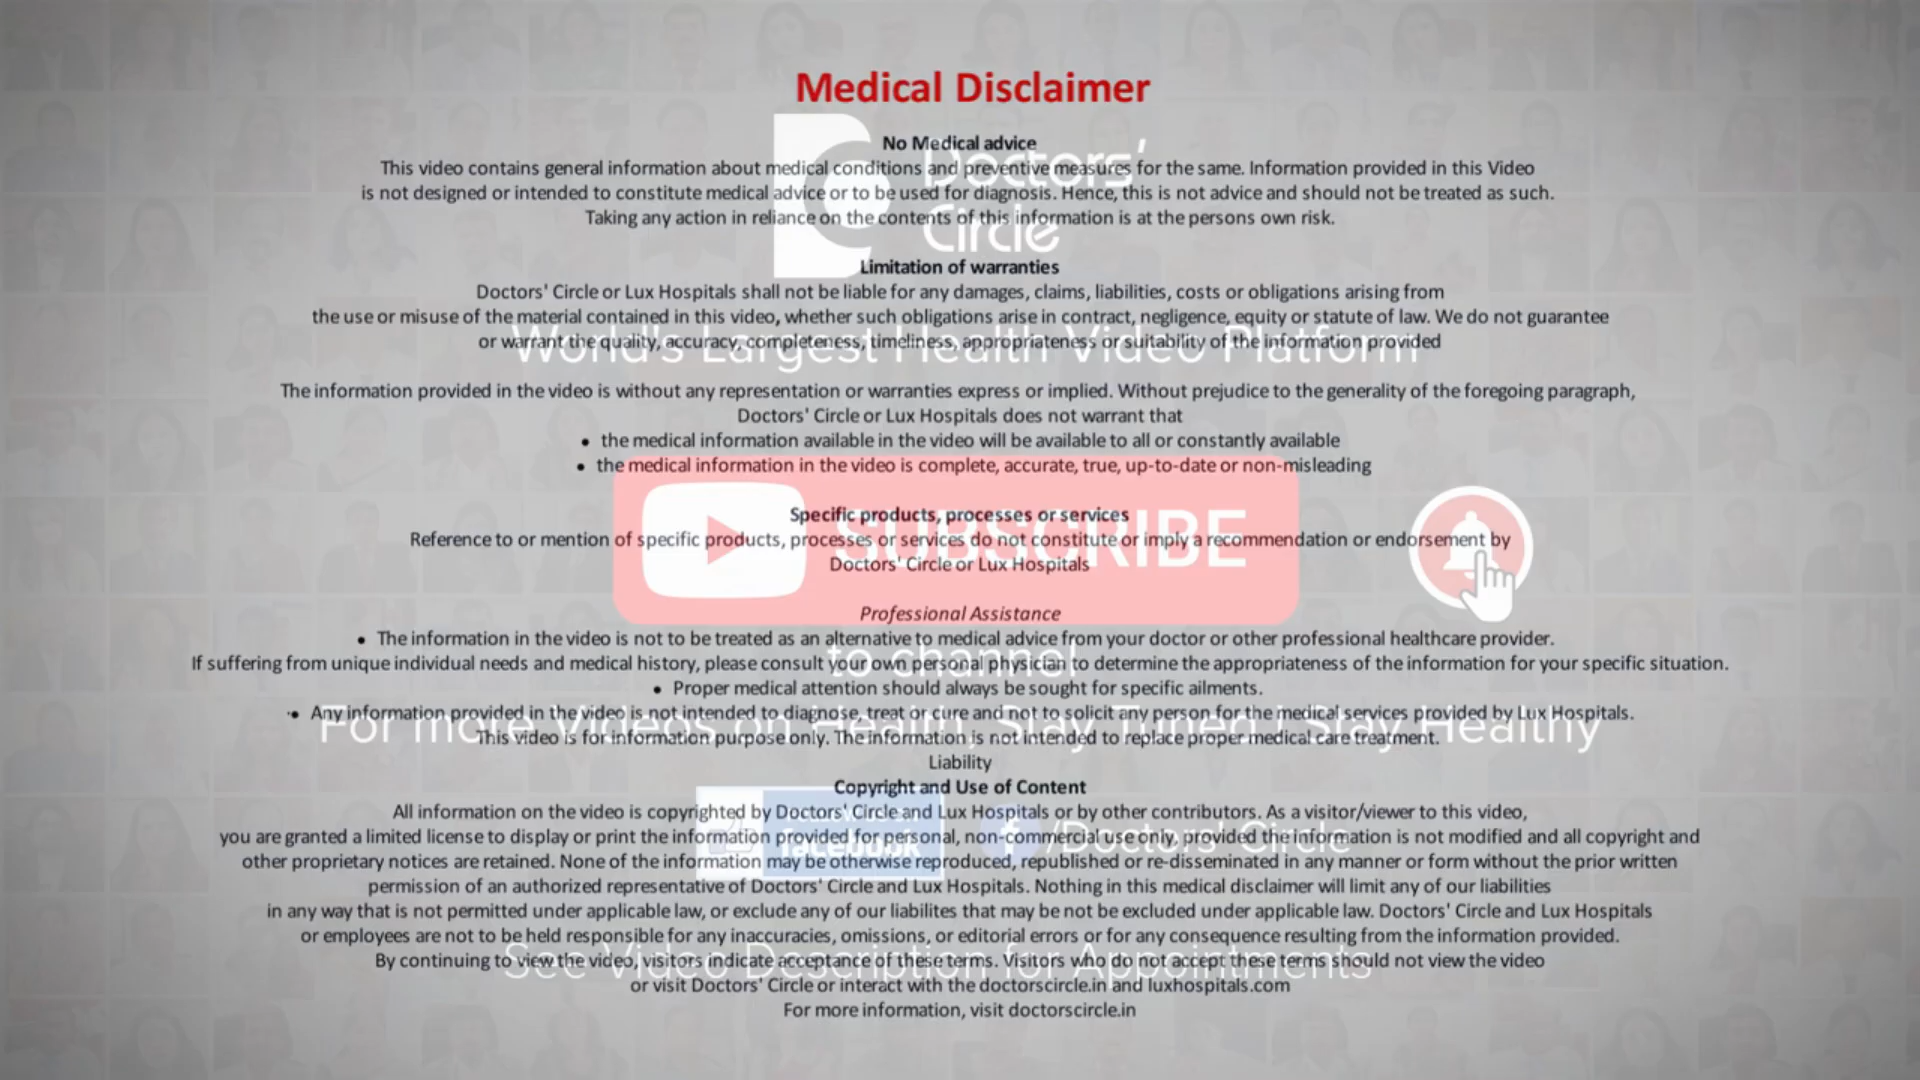 Medical Disclaimer
No Medical advice
Doctors'
This video contains general information about medical conditions and preventive measures for the same. Information provided in this Video
is not designed or intended to constitute medical advice or to be used for diagnosis. Hence, this is not advice and should not be treated as such.
Taking any action in reliance on the contents of this information is at the persons own risk.
Circle
Limitation of warranties
Doctors' Circle or Lux Hospitals shall not be liable for any damages, claims, liabilities, costs or obligations arising from
the use or misuse of the material contained in this video, whether such obligations arise in contract, negligence, equity or statute of law. We do not guarantee
or warrant the quality, accuracy, completeness, timeliness, appropriateness or suitability of the information provided
World's Largest Health Video Platform
The information provided in the video is without any representation or warranties express or implied. Without prejudice to the generality of the foregoing paragraph,
Doctors' Circle or Lux Hospitals does not warrant that
• the medical information available in the video will be available to all or constantly available
• the medical information in the video is complete, accurate, true, up-to-date or non-misleading
Specific products, processes or services
SUBSCRIBE
Reference to or mention of specific products, processes or services do not constitute or imply a recommendation or endorsement by
Doctors' Circle or Lux Hospitals
Professional Assistance
• The information in the video is not to be treated as an alternative to medical advice from your doctor or other professional healthcare provider.
to channel
If suffering from unique individual needs and medical history, please consult your own personal physician to determine the appropriateness of the information for your specific situation.
• Proper medical attention should always be sought for specific ailments.
• Any information provided in the video is not intended to diagnose, treat or cure and not to solicit any person for the medical services provided by Lux Hospitals.
For more Videos on Health, Stay Tuned ! Stay Healthy
This video is for information purpose only. The information is not intended to replace proper medical care treatment.
Liability
Copyright and Use of Content
All information on the video is copyrighted by Doctors' Circle and Lux Hospitals or by other contributors. As a visitor/viewer to this video,
you are granted a limited license to display or print the information provided for personal, non-commercial use only, provided the information is not modified and all copyright and
facebook
/Doctors' Circle
other proprietary notices are retained. None of the information may be otherwise reproduced, republished or re-disseminated in any manner or form without the prior written
permission of an authorized representative of Doctors' Circle and Lux Hospitals. Nothing in this medical disclaimer will limit any of our liabilities
in any way that is not permitted under applicable law, or exclude any of our liabilites that may be not be excluded under applicable law. Doctors' Circle and Lux Hospitals
or employees are not to be held responsible for any inaccuracies, omissions, or editorial errors or for any consequence resulting from the information provided.
By continuing to view the video, visitors indicate acceptance of these terms. Visitors who do not accept these terms should not view the video
See Video Description for Appointments
or visit Doctors' Circle or interact with the doctorscircle.in and luxhospitals.com
For more information, visit doctorscircle.in